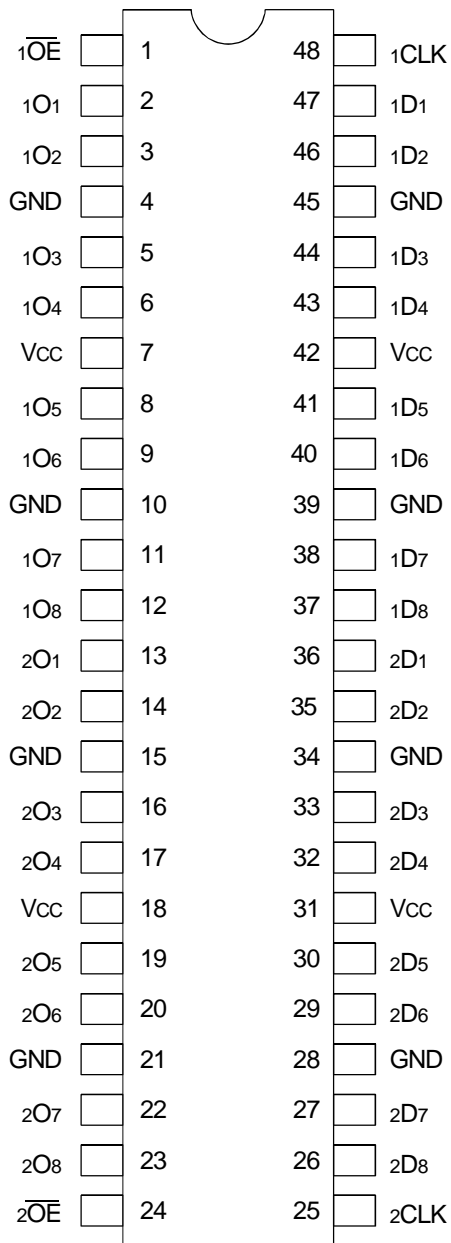 1OE 1 48 1CLK
1O1 2 47 1D1
1O2 3 46 1D2
GND 4 45 GND
1O3 5 44 1D3
1O4 6 43 1D4
VCC 7 42 VCC
1O5 8 41 1D5
1O6 9 40 1D6
GND 10 39 GND
1O7 11 38 1D7
1O8 12 37 1D8
2O1 13 36 2D1
2O2 14 35 2D2
GND 15 34 GND
2O3 16 33 2D3
2O4 17 32 2D4
VCC 18 31 VCC
2O5 19 30 2D5
2O6 20 29 2D6
GND 21 28 GND
2O7 22 27 2D7
2O8 23 26 2D8
2OE 24 25 2CLK